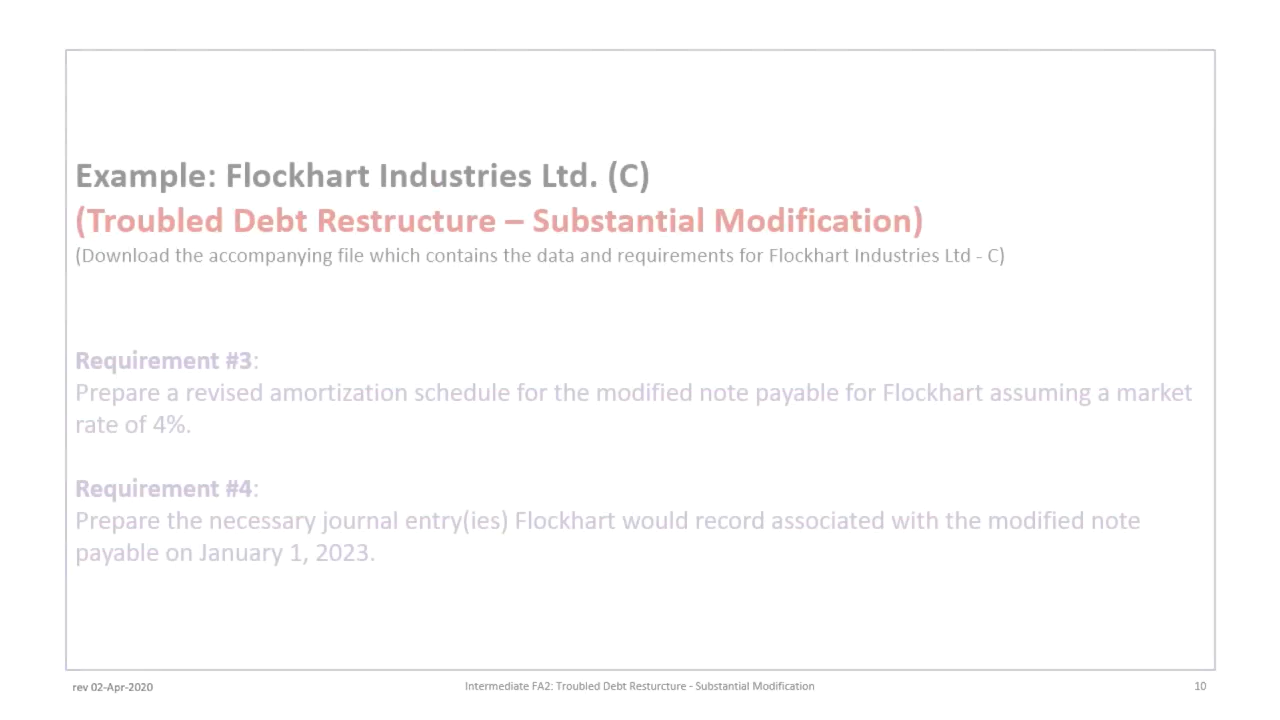 Example: Flockhart Industries Ltd. (C)
(Troubled Debt Restructure – Substantial Modification)
(Download the accompanying file which contains the data and requirements for Flockhart Industries Ltd - C)
Requirement #3:
Prepare a revised amortization schedule for the modified note payable for Flockhart assuming a market
rate of 4%.
Requirement #4:
Prepare the necessary journal entry(ies) Flockhart would record associated with the modified note
payable on January 1, 2023.
rev 02-Apr-2020
Intermediate FA2: Troubled Debt Resturcture - Substantial Modification
10